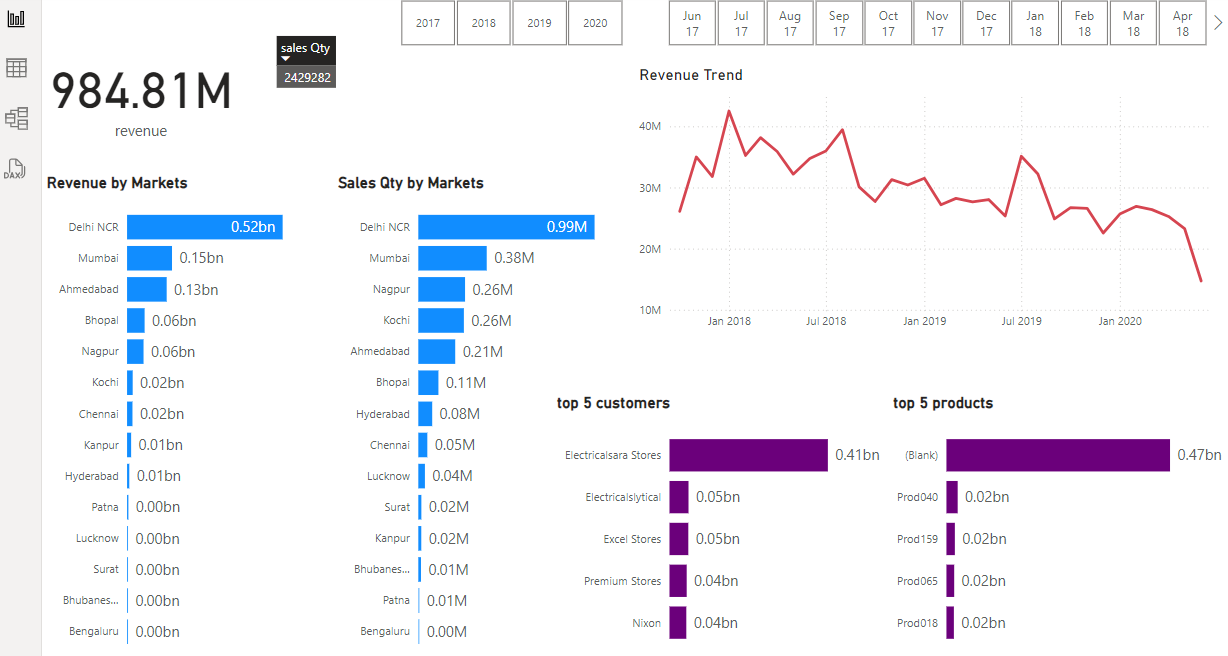 2017
2018
2019
2020
Jun
17
Jul
17
Aug
17
Sep
17
Oct
17
Nov
17
Dec
17
Jan
18
Feb
18
Mar
18
Apr
18
sales Qty
2429282
984.81M
revenue
DAX
Revenue Trend
40M
30M
20M
10M
Jan 2018
Jul 2018
Jan 2019
Jul 2019
Jan 2020
Revenue by Markets
Delhi NCR 0.52bn
Mumbai 0.15bn
Ahmedabad 0.13bn
Bhopal 0.06bn
Nagpur 0.06bn
Kochi 0.02bn
Chennai 0.02bn
Kanpur 0.01bn
Hyderabad 0.01bn
Patna 0.00bn
Lucknow 0.00bn
Surat 0.00bn
Bhubanes... 0.00bn
Bengaluru 0.00bn
Sales Qty by Markets
Delhi NCR 0.99M
Mumbai 0.38M
Nagpur 0.26M
Kochi 0.26M
Ahmedabad 0.21M
Bhopal 0.11M
Hyderabad 0.08M
Chennai 0.05M
Lucknow 0.04M
Surat 0.02M
Kanpur 0.02M
Bhubanes... 0.01M
Patna 0.01M
Bengaluru 0.00M
top 5 customers
Electricalsara Stores 0.41bn
Electricalslytical 0.05bn
Excel Stores 0.05bn
Premium Stores 0.04bn
Nixon 0.04bn
top 5 products
(Blank) 0.47bn
Prod040 0.02bn
Prod159 0.02bn
Prod065 0.02bn
Prod018 0.02bn